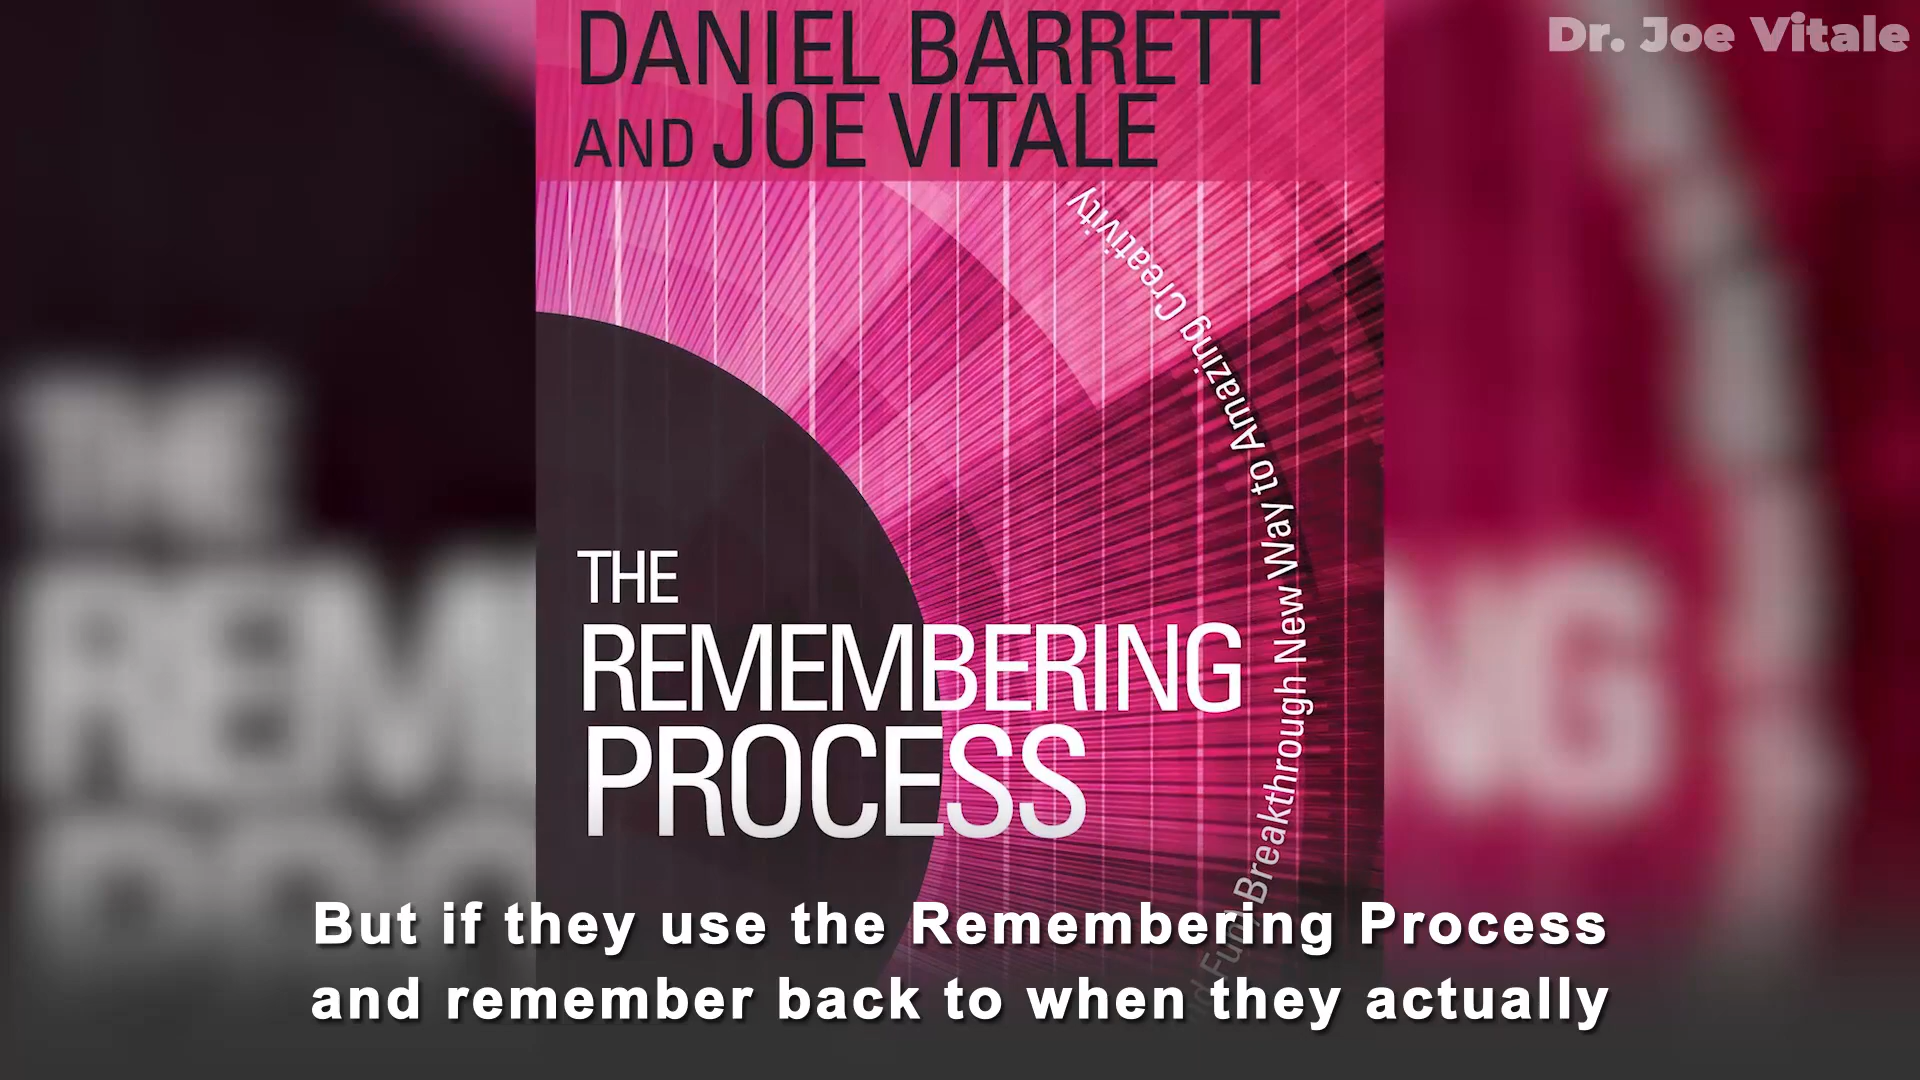 Dr. Joe Vitale
DANIEL BARRETT
AND JOE VITALE
Breakthrough New Way to Amazing Creativity
THE
REMEMBERING
PROCESS
But if they use the Remembering Process
and remember back to when they actually